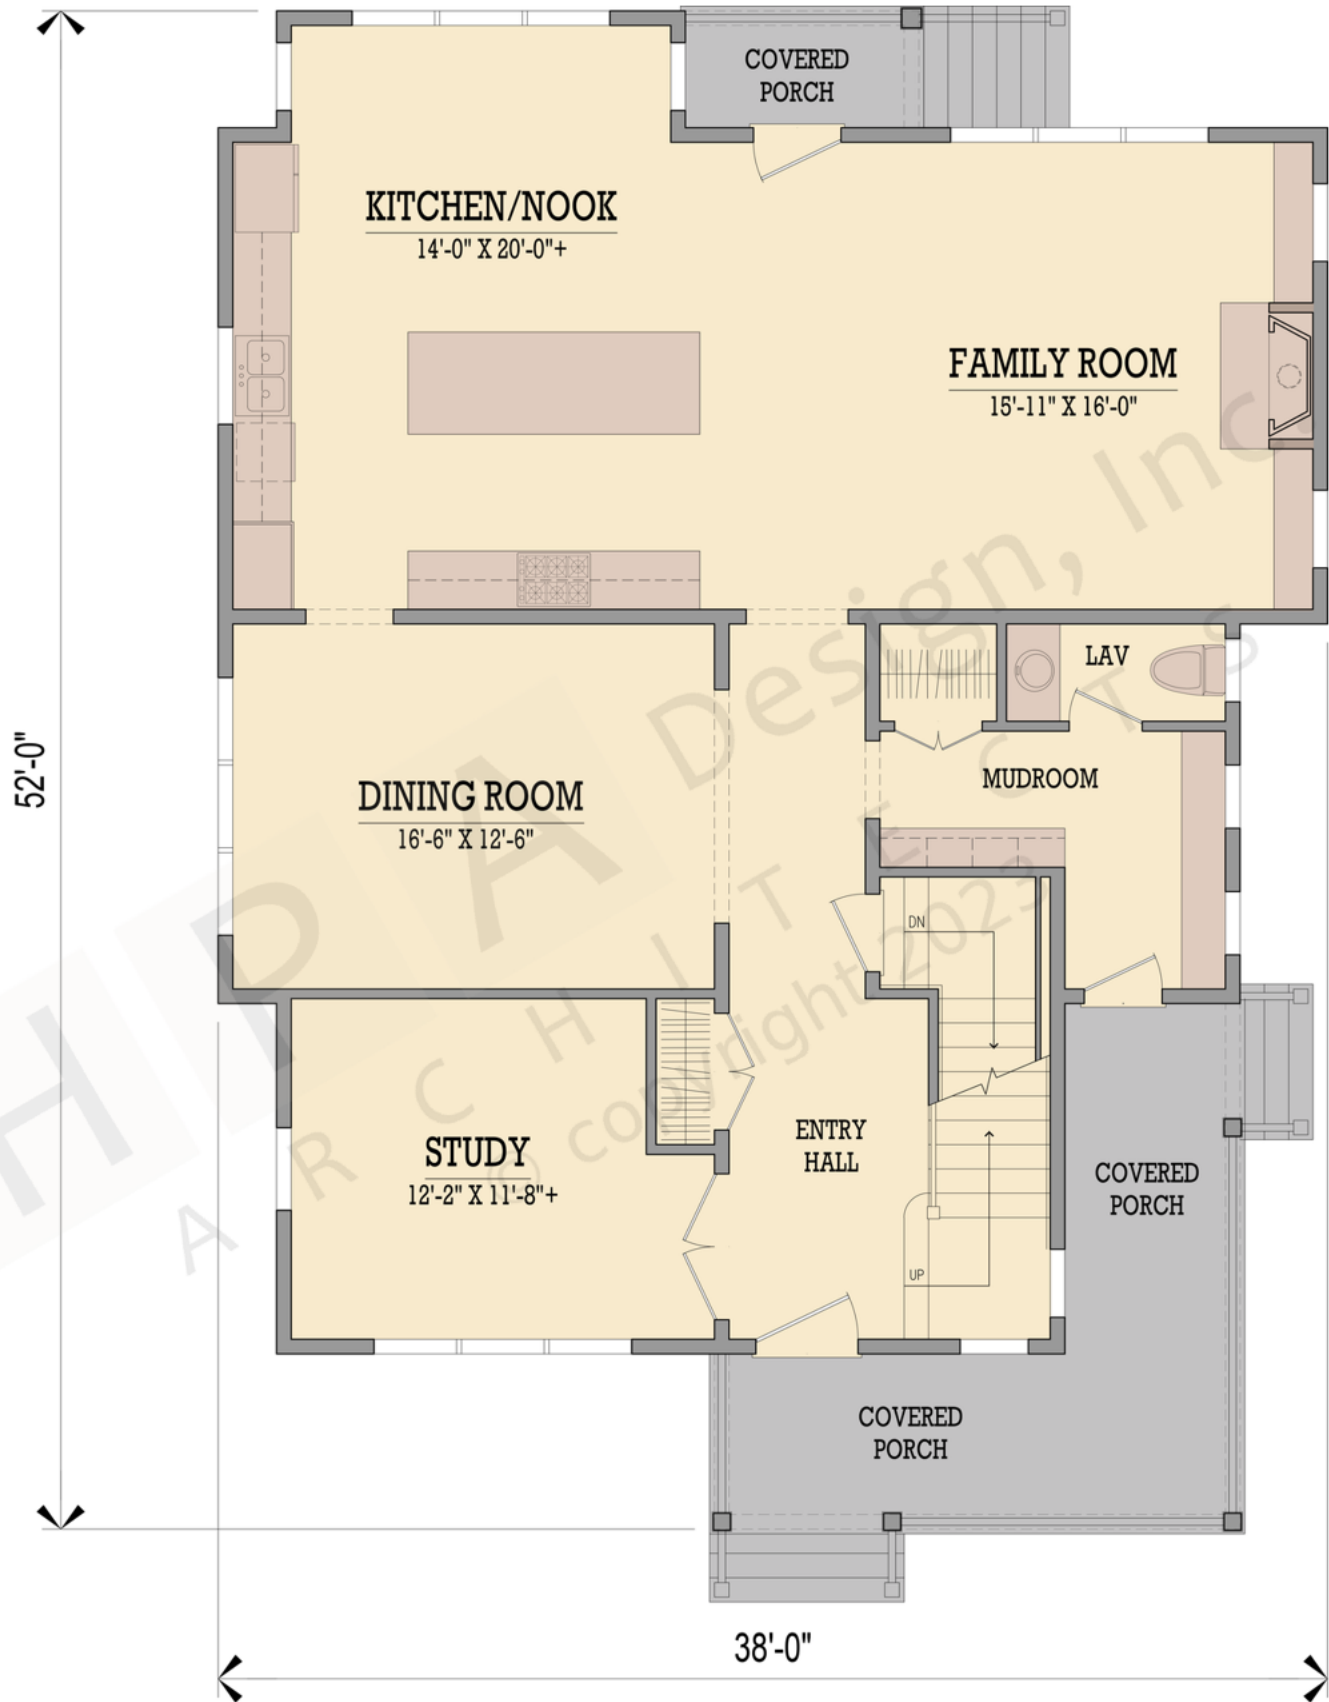 COVERED
PORCH
KITCHEN/NOOK
14'-0" X 20'-0"+
FAMILY ROOM
15'-11" X 16'-0"
LAV
MUDROOM
DINING ROOM
16'-6" X 12'-6"
52'-0"
DN
ENTRY
HALL
STUDY
12'-2" X 11'-8"+
COVERED
PORCH
UP
COVERED
PORCH
38'-0"
HPA Design, Inc.
ARCHITECTS
© copyright 2023